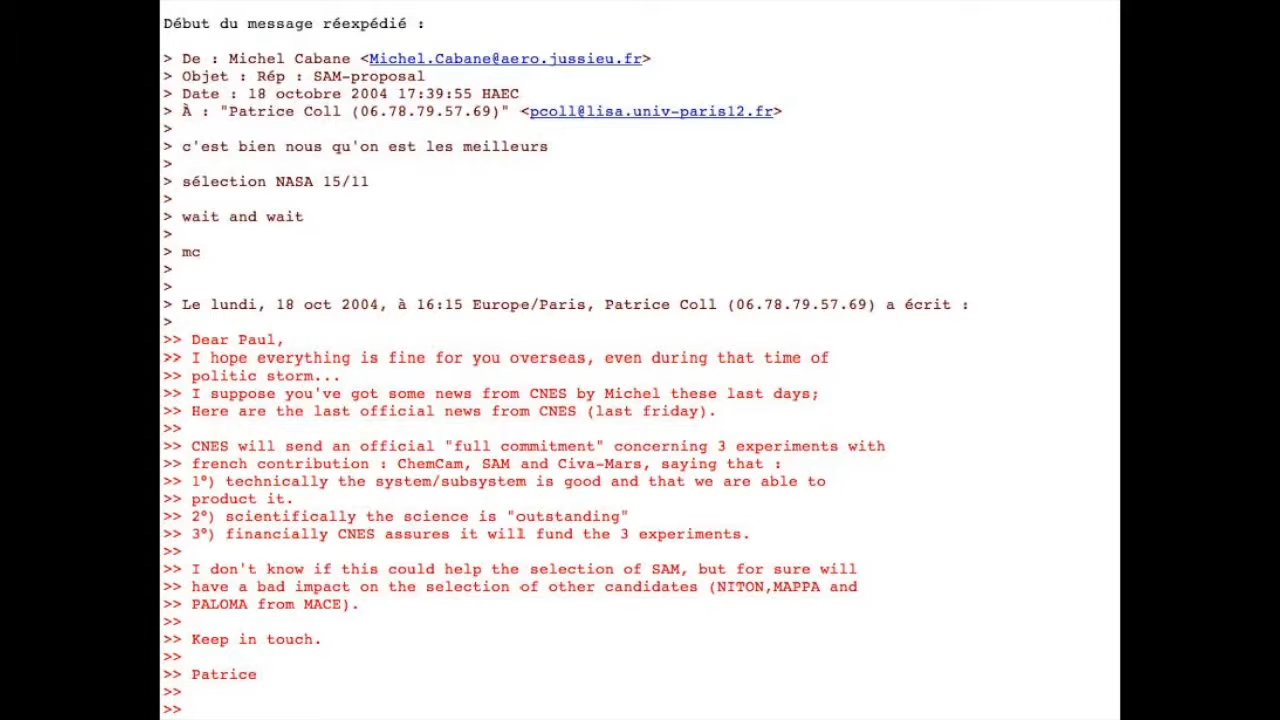 Début du message réexpédié :
> De : Michel Cabane <Michel.Cabane@aero.jussieu.fr>
> Objet : Rép : SAM-proposal
> Date : 18 octobre 2004 17:39:55 HAEC
> À : "Patrice Coll (06.78.79.57.69)" <pcoll@lisa.univ-paris12.fr>
>
> c'est bien nous qu'on est les meilleurs
>
> sélection NASA 15/11
>
> wait and wait
>
> mc
>
>
> Le lundi, 18 oct 2004, à 16:15 Europe/Paris, Patrice Coll (06.78.79.57.69) a écrit :
>
>> Dear Paul,
>> I hope everything is fine for you overseas, even during that time of
>> politic storm...
>> I suppose you've got some news from CNES by Michel these last days;
>> Here are the last official news from CNES (last friday).
>>
>> CNES will send an official "full commitment" concerning 3 experiments with
>> french contribution : ChemCam, SAM and Civa-Mars, saying that :
>> 1°) technically the system/subsystem is good and that we are able to
>> product it.
>> 2°) scientifically the science is "outstanding"
>> 3°) financially CNES assures it will fund the 3 experiments.
>>
>> I don't know if this could help the selection of SAM, but for sure will
>> have a bad impact on the selection of other candidates (NITON,MAPPA and
>> PALOMA from MACE).
>>
>> Keep in touch.
>>
>> Patrice
>>
>>